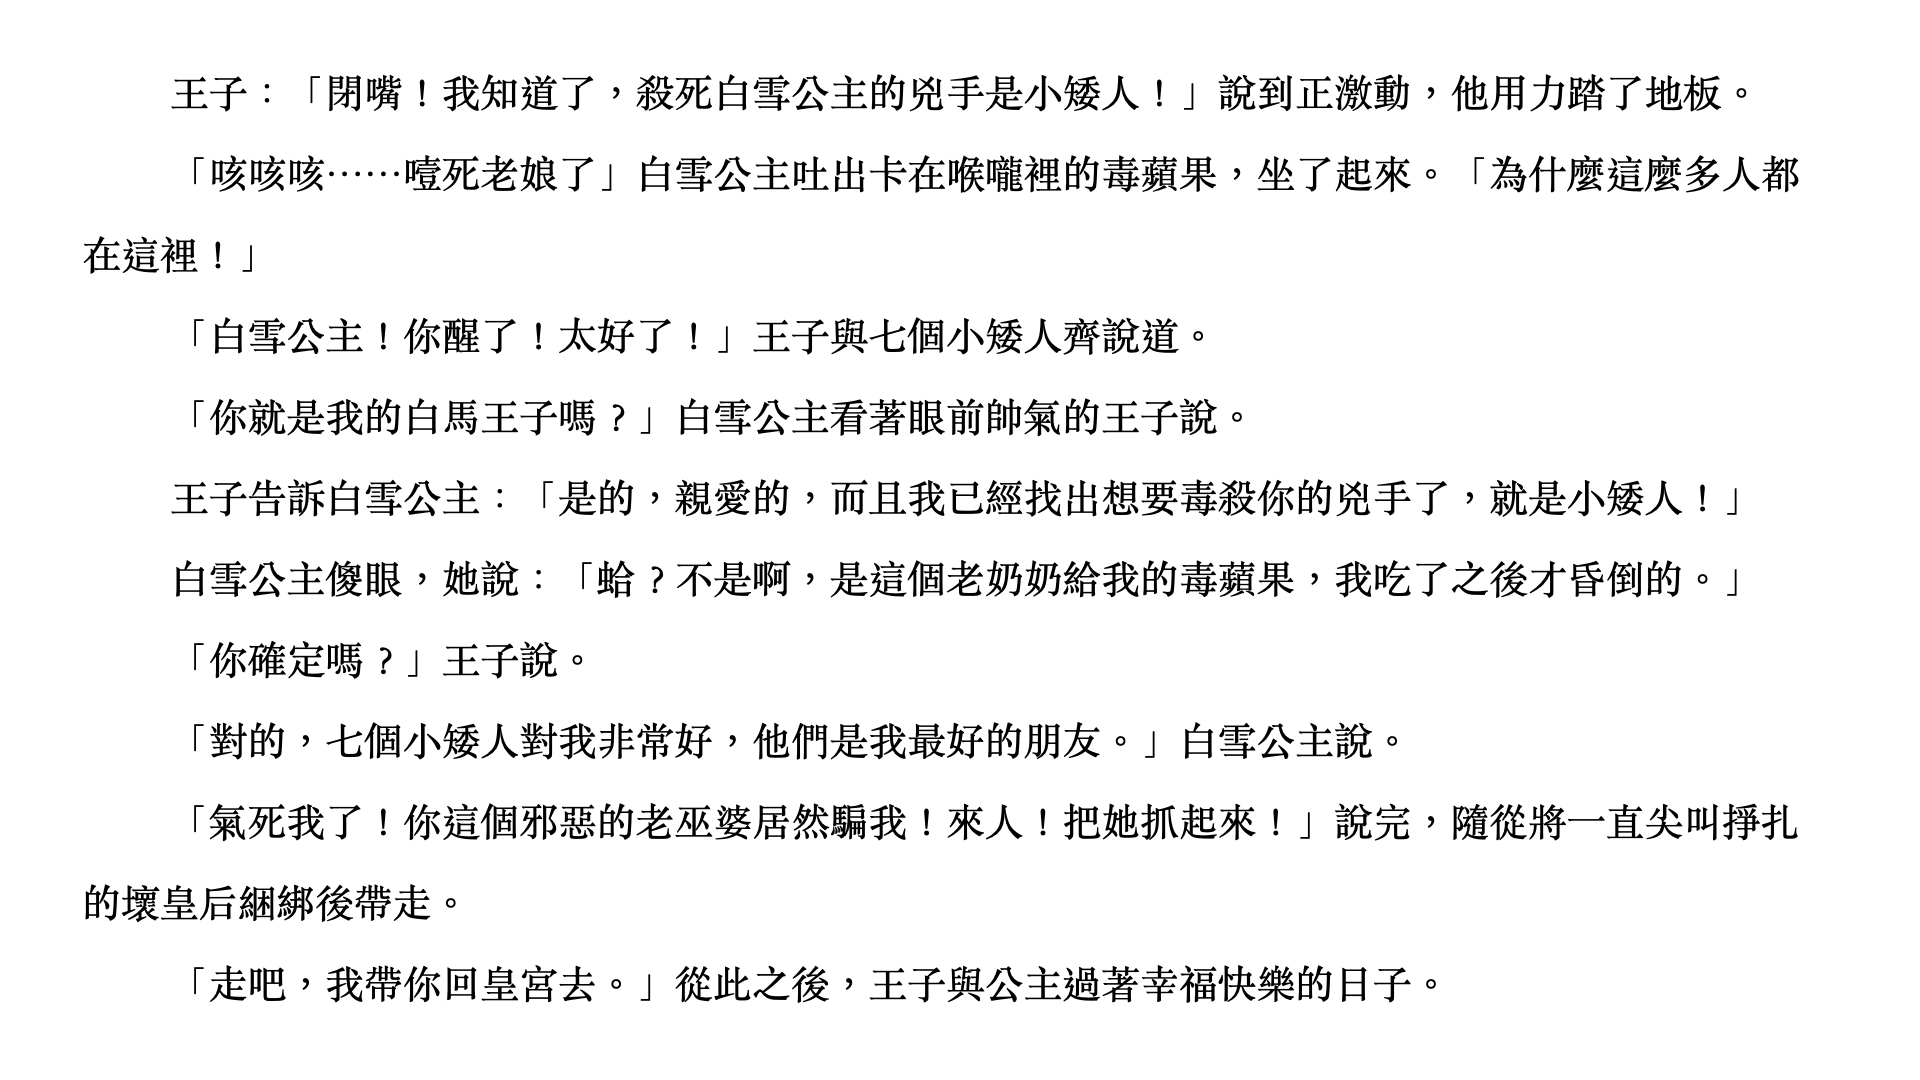 王子：「閉嘴！我知道了，殺死白雪公主的兇手是小矮人！」說到正激動，他用力踏了地板。
「咳咳咳……噎死老娘了」白雪公主吐出卡在喉嚨裡的毒蘋果，坐了起來。「為什麼這麼多人都
在這裡！」
「白雪公主！你醒了！太好了！」王子與七個小矮人齊說道。
「你就是我的白馬王子嗎？」白雪公主看著眼前帥氣的王子說。
王子告訴白雪公主：「是的，親愛的，而且我已經找出想要毒殺你的兇手了，就是小矮人！」
白雪公主傻眼，她說：「蛤？不是啊，是這個老奶奶給我的毒蘋果，我吃了之後才昏倒的。」
「你確定嗎？」王子說。
「對的，七個小矮人對我非常好，他們是我最好的朋友。」白雪公主說。
「氣死我了！你這個邪惡的老巫婆居然騙我！來人！把她抓起來！」說完，隨從將一直尖叫掙扎
的壞皇后綑綁後帶走。
「走吧，我帶你回皇宮去。」從此之後，王子與公主過著幸福快樂的日子。